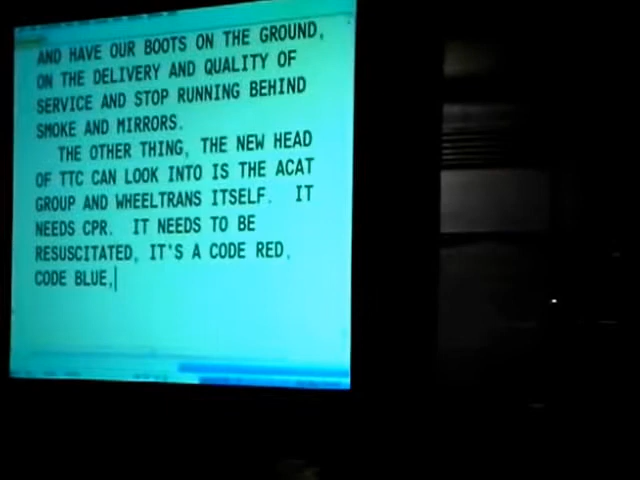 AND HAVE OUR BOOTS ON THE GROUND,
ON THE DELIVERY AND QUALITY OF
SERVICE AND STOP RUNNING BEHIND
SMOKE AND MIRRORS.
THE OTHER THING, THE NEW HEAD
OF TTC CAN LOOK INTO IS THE ACAT
GROUP AND WHEELTRANS ITSELF. IT
NEEDS CPR. IT NEEDS TO BE
RESUSCITATED, IT'S A CODE RED,
CODE BLUE,